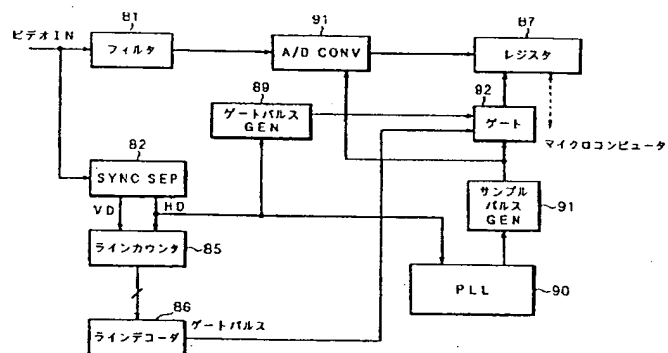 81
91
87
ビデオIN
フィルタ
A/D CONV
レジスタ
89
92
ゲートパルス
GEN
ゲート
82
マイクロコンピュータ
SYNC SEP
サンプル
パルス
GEN
91
VD
HD
ラインカウンタ
85
PLL
90
86
ラインデコーダ
ゲートパルス